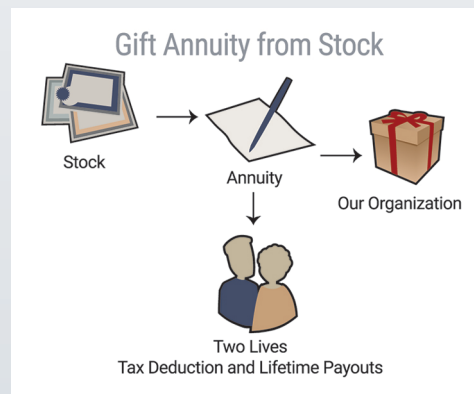 Gift Annuity from Stock
Stock
Annuity
Our Organization
Two Lives
Tax Deduction and Lifetime Payouts